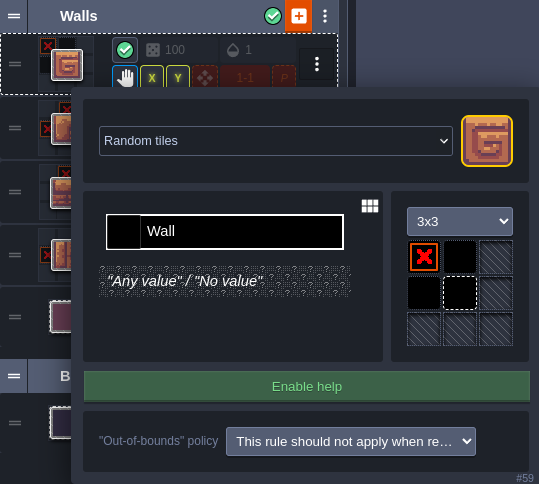 Walls
100
1
X
Y
1-1
P
Random tiles
Wall
3x3
"Any value" / "No value"
B
Enable help
"Out-of-bounds" policy
This rule should not apply when re…
#59